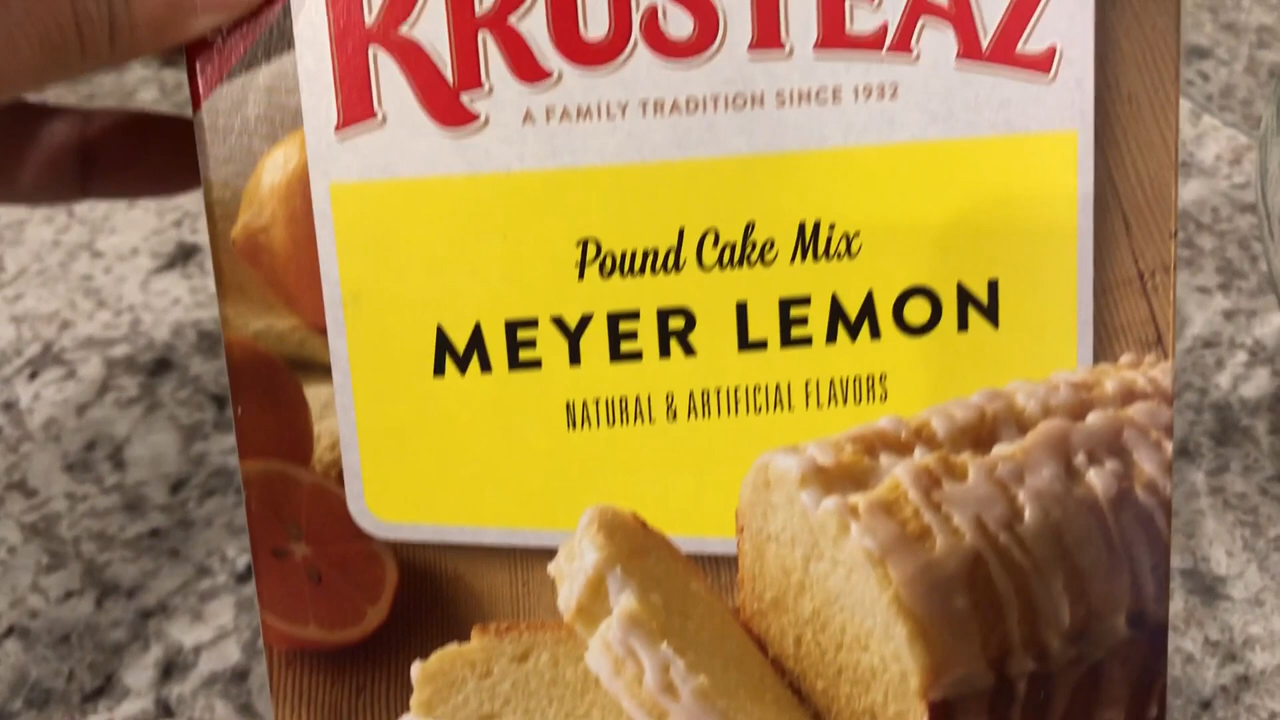 KRUSTEAZ
A FAMILY TRADITION SINCE 1932
Pound Cake Mix
MEYER LEMON
NATURAL & ARTIFICIAL FLAVORS